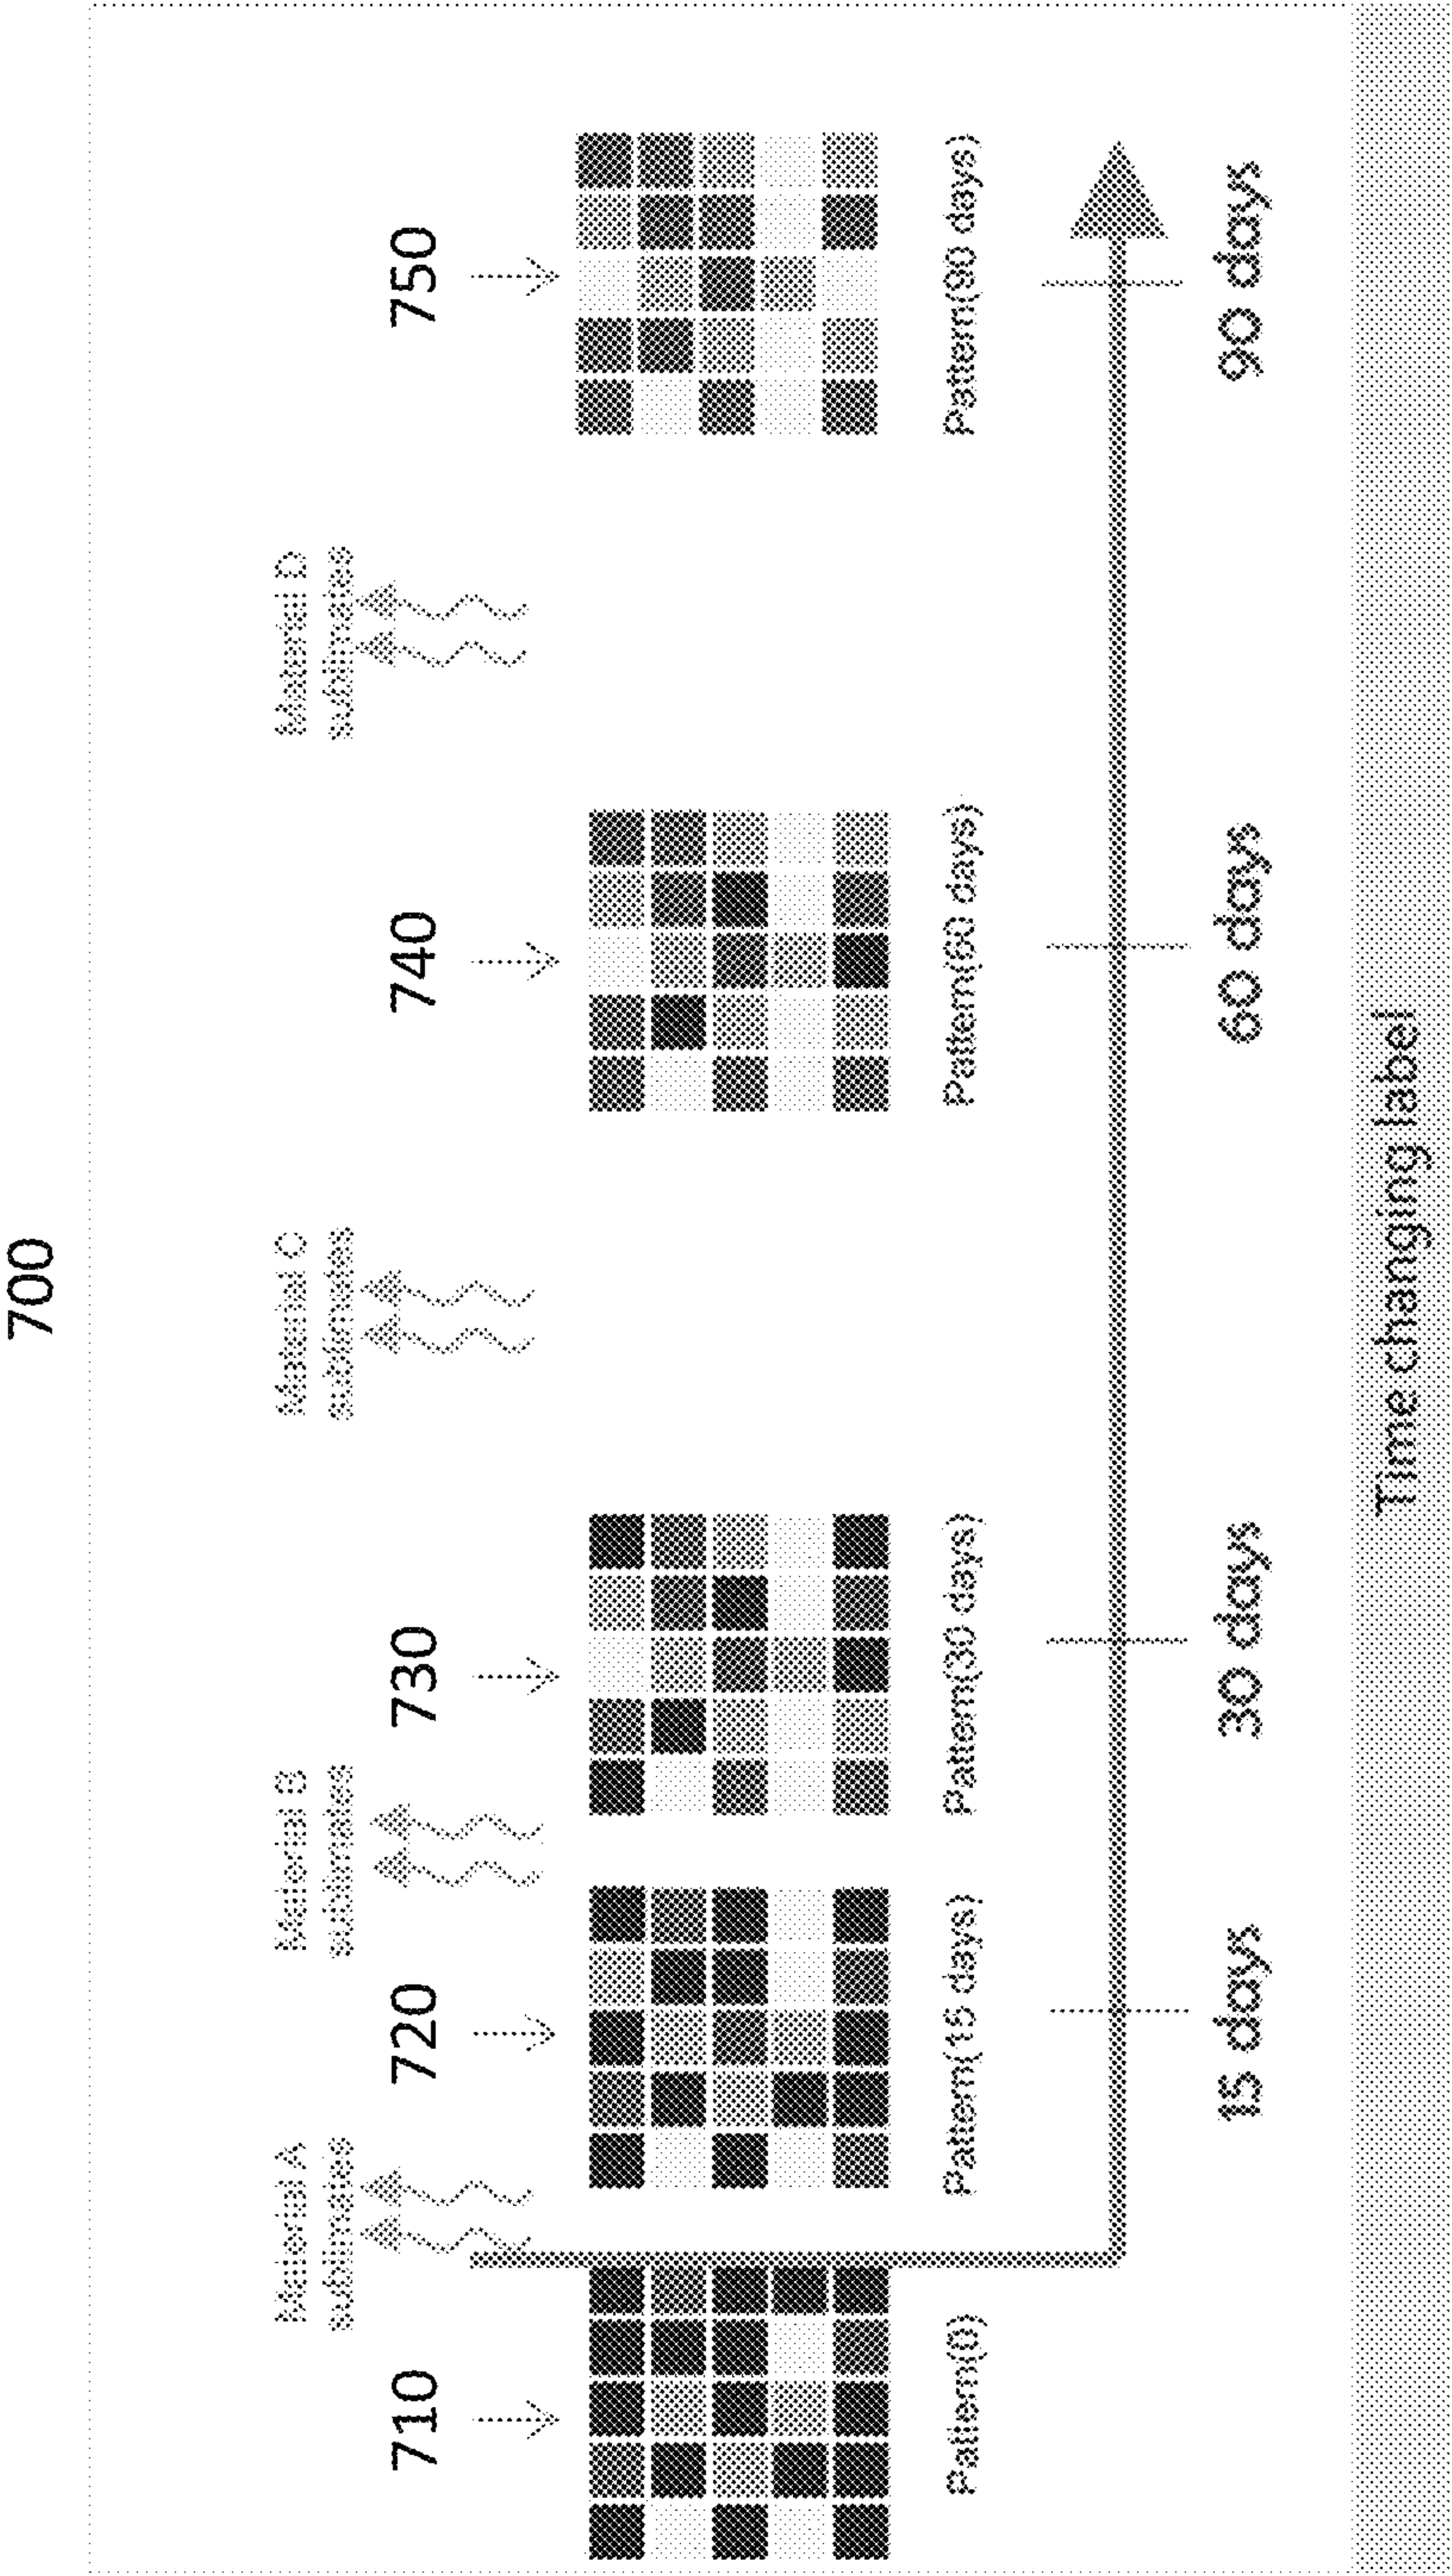 700
Material A
sublimates
Material B
sublimates
Material C
sublimates
Material D
sublimates
710
720
730
740
750
Pattern(0)
Pattern(15 days)
Pattern(30 days)
Pattern(60 days)
Pattern(90 days)
15 days
30 days
60 days
90 days
Time changing label